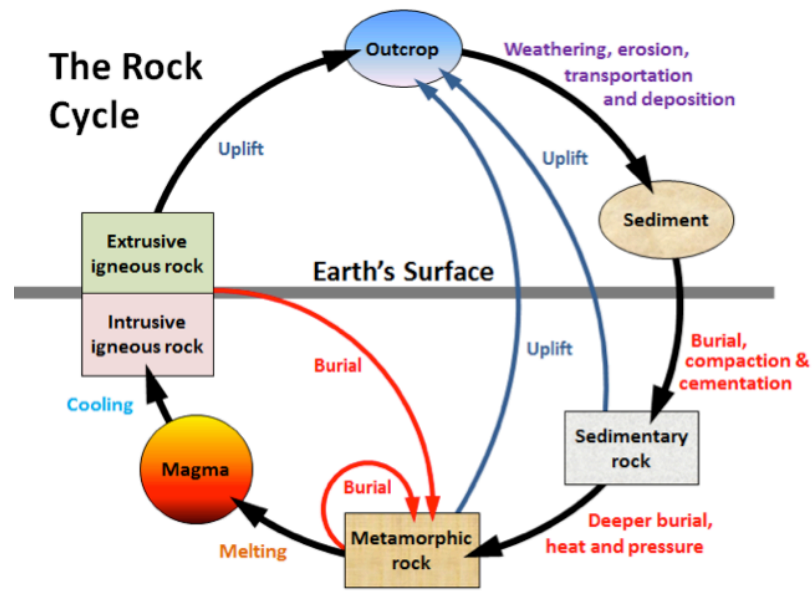 The Rock
Cycle
Outcrop
Weathering, erosion,
transportation
and deposition
Uplift
Uplift
Sediment
Extrusive
igneous rock
Earth's Surface
Intrusive
igneous rock
Burial
Uplift
Burial,
compaction &
cementation
Cooling
Sedimentary
rock
Magma
Burial
Deeper burial,
heat and pressure
Metamorphic
rock
Melting